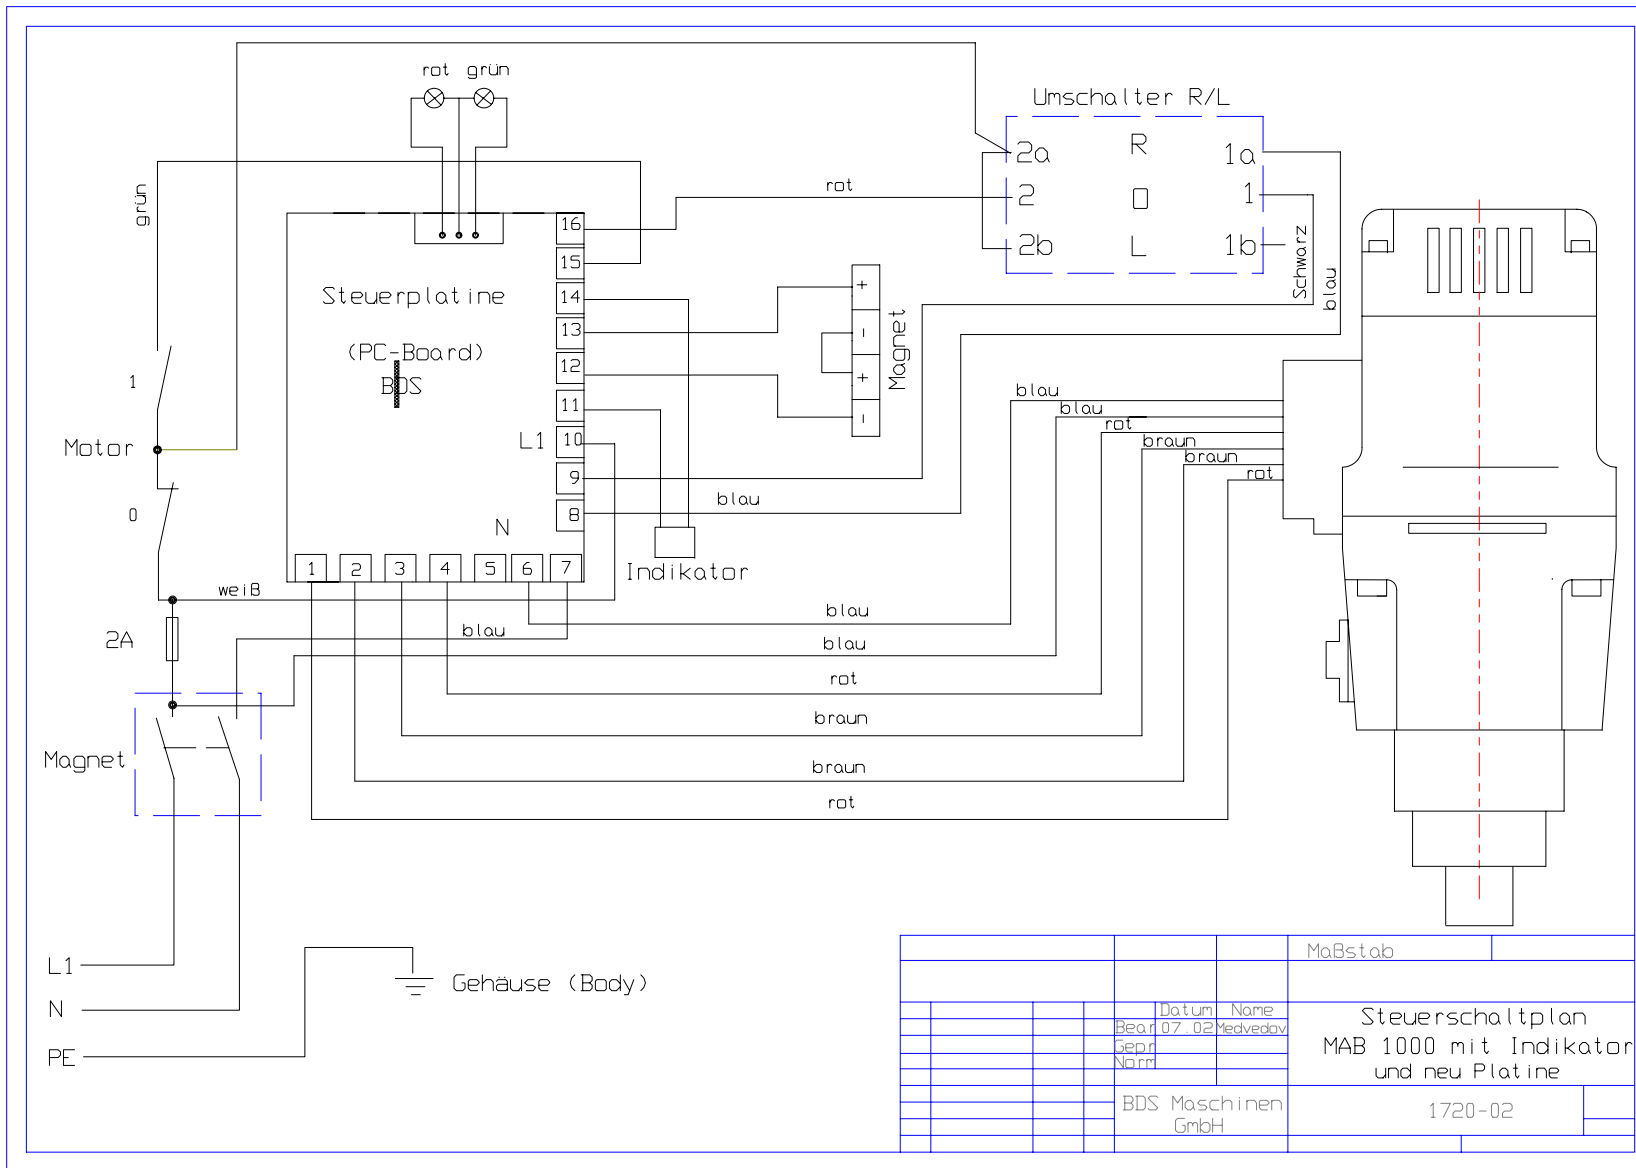 rot grün
Umschalter R/L
2a R 1a
2 O 1
2b L 1b
rot
grün
Schwarz
blau
16
15
14
13
12
11
L1 10
9
8
Steuerplatine
(PC-Board)
BDS
N
1 2 3 4 5 6 7
+
-
+
-
Magnet
1
Motor
0
blau
blau
rot
braun
braun
rot
blau
Indikator
weiß
2A
blau
blau
blau
rot
braun
braun
rot
Magnet
L1
N
PE
Gehäuse (Body)
Maßstab
Datum Name
Bear 07.02 Medvedov
Gepr
Norm
Steuerschaltplan
MAB 1000 mit Indikator
und neu Platine
BDS Maschinen
GmbH
1720-02